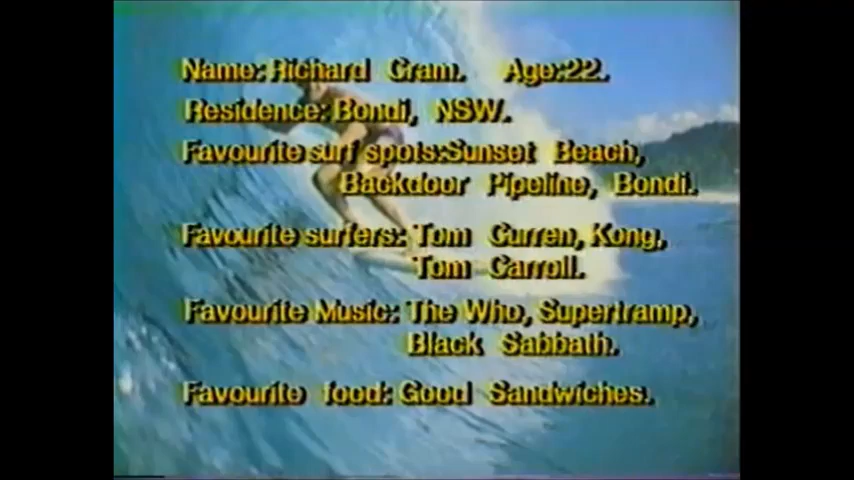 Name: Richard Cram. Age: 22.
Residence: Bondi, NSW.
Favourite surf spots: Sunset Beach,
Backdoor Pipeline, Bondi.
Favourite surfers: Tom Curren, Kong,
Tom Carroll.
Favourite Music: The Who, Supertramp,
Black Sabbath.
Favourite food: Good Sandwiches.